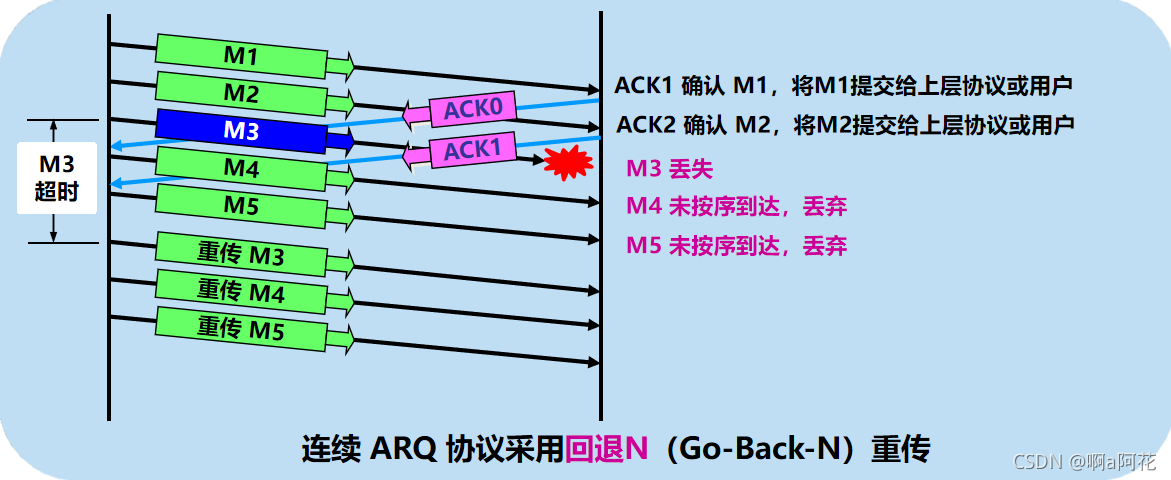 M1
ACK1 确认 M1，将M1提交给上层协议或用户
M2
ACK0
ACK2 确认 M2，将M2提交给上层协议或用户
M3
ACK1
M3
超时
M3 丢失
M4
M4 未按序到达，丢弃
M5
M5 未按序到达，丢弃
重传 M3
重传 M4
重传 M5
连续 ARQ 协议采用回退N（Go-Back-N）重传
CSDN @啊a阿花